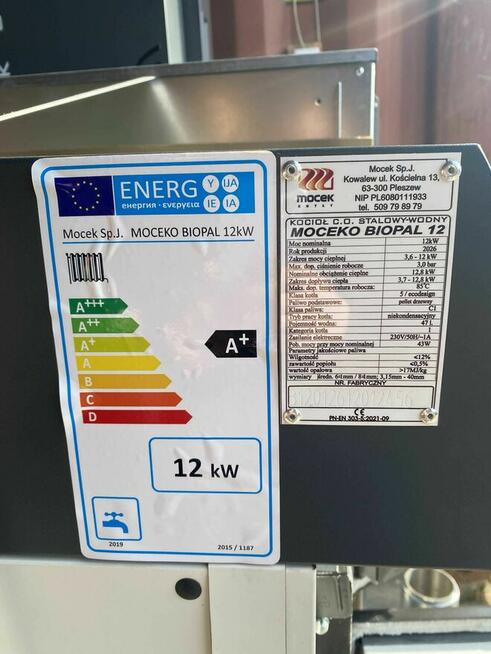 ENERG Y IJA IE IA
енергия · ενεργεια
Mocek Sp.J. MOCEKO BIOPAL 12kW
A+++
A++
A+
A
B
C
D
A+
12 kW
2019
2015 / 1187
MOCEK
KOTŁY
Mocek Sp.J.
Kowalew ul. Kościelna 13,
63-300 Pleszew
NIP PL6080111933
tel. 509 79 89 79
KOCIOŁ C.O. STALOWY-WODNY
MOCEKO BIOPAL 12
Moc nominalna 12kW
Rok produkcji 2026
Zakres mocy cieplnej 3,6 - 12 kW
Max. dop. ciśnienie robocze 3,0 bar
Nominalne obciążenie cieplne 12,8 kW
Zakres dopływu ciepła 3,7 - 12,8 kW
Maks. dop. temperatura robocza 85°C
Klasa kotła 5 / ecodesign
Paliwo podstawowe: pellet drzewny
Klasa paliwa: C1
Tryb pracy kotła: niekondensacyjny
Pojemność wodna: 47 L
Kategoria kotła 1
Zasilanie elektryczne 230V/50H/~1A
Pob. mocy przy mocy nominalnej 43W
Parametry jakościowe paliwa
Wilgotność ≤12%
zawartość popiołu <0,5%
wartość opałowa >17MJ/kg
NR. FABRYCZNY
PN-EN 303-5:2021-09